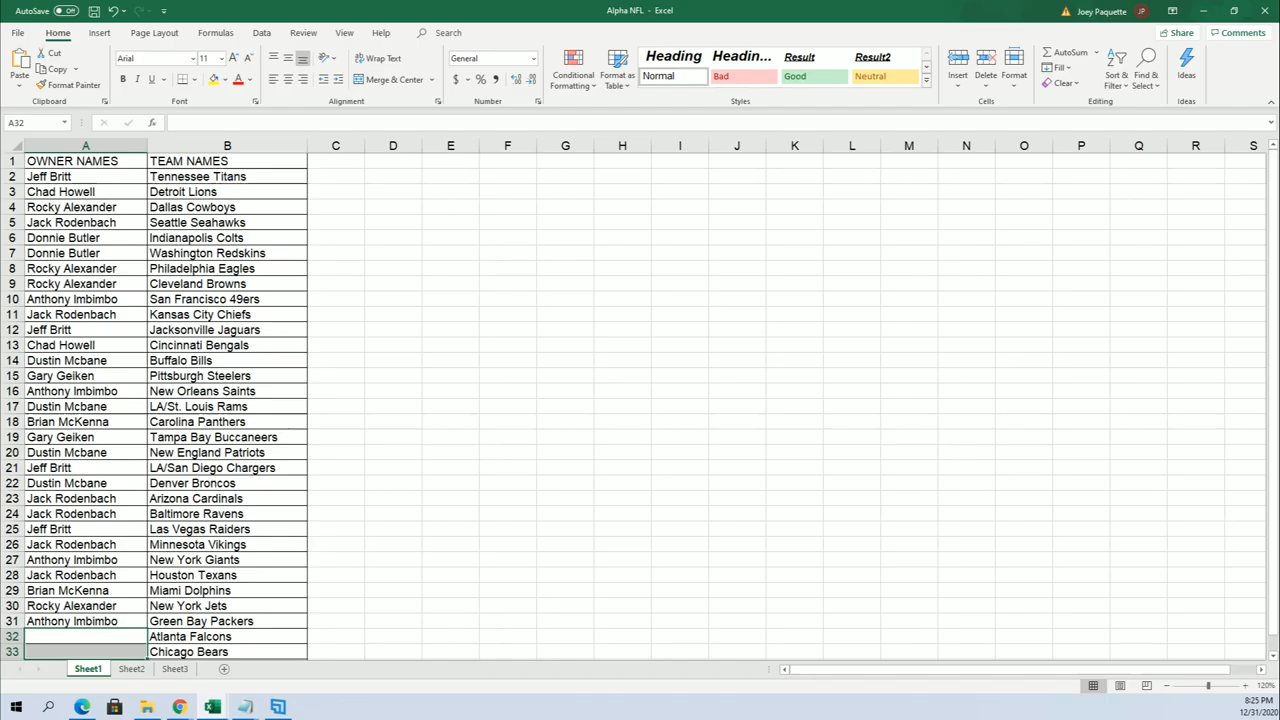 AutoSave Off Alpha NFL - Excel Joey Paquette JP
File Home Insert Page Layout Formulas Data Review View Help Search Share Comments
Paste Cut Copy Format Painter Clipboard
Arial 11 B I U A A Font
Wrap Text Merge & Center Alignment
General $ % Number
Conditional Formatting Format as Table
Heading Headin... Result Result2
Normal Bad Good Neutral
Styles
Insert Delete Format Cells
AutoSum Fill Clear Sort & Filter Find & Select Editing
Ideas Ideas
A32 fx
A B C D E F G H I J K L M N O P Q R S
1 OWNER NAMES TEAM NAMES
2 Jeff Britt Tennessee Titans
3 Chad Howell Detroit Lions
4 Rocky Alexander Dallas Cowboys
5 Jack Rodenbach Seattle Seahawks
6 Donnie Butler Indianapolis Colts
7 Donnie Butler Washington Redskins
8 Rocky Alexander Philadelphia Eagles
9 Rocky Alexander Cleveland Browns
10 Anthony Imbimbo San Francisco 49ers
11 Jack Rodenbach Kansas City Chiefs
12 Jeff Britt Jacksonville Jaguars
13 Chad Howell Cincinnati Bengals
14 Dustin Mcbane Buffalo Bills
15 Gary Geiken Pittsburgh Steelers
16 Anthony Imbimbo New Orleans Saints
17 Dustin Mcbane LA/St. Louis Rams
18 Brian McKenna Carolina Panthers
19 Gary Geiken Tampa Bay Buccaneers
20 Dustin Mcbane New England Patriots
21 Jeff Britt LA/San Diego Chargers
22 Dustin Mcbane Denver Broncos
23 Jack Rodenbach Arizona Cardinals
24 Jack Rodenbach Baltimore Ravens
25 Jeff Britt Las Vegas Raiders
26 Jack Rodenbach Minnesota Vikings
27 Anthony Imbimbo New York Giants
28 Jack Rodenbach Houston Texans
29 Brian McKenna Miami Dolphins
30 Rocky Alexander New York Jets
31 Anthony Imbimbo Green Bay Packers
32 Atlanta Falcons
33 Chicago Bears
Sheet1 Sheet2 Sheet3
120%
8:25 PM
12/31/2020